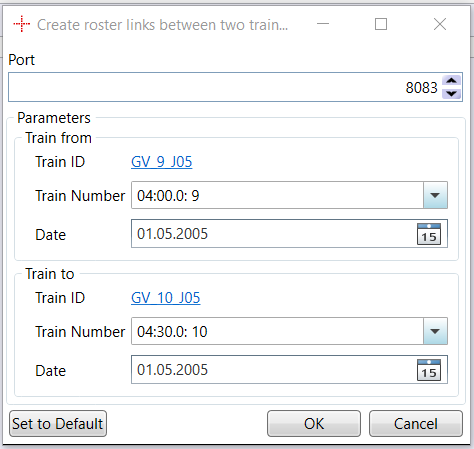 Create roster links between two train...
Port
8083
Parameters
Train from
Train ID GV_9_J05
Train Number 04:00.0: 9
Date 01.05.2005
15
Train to
Train ID GV_10_J05
Train Number 04:30.0: 10
Date 01.05.2005
15
Set to Default OK Cancel